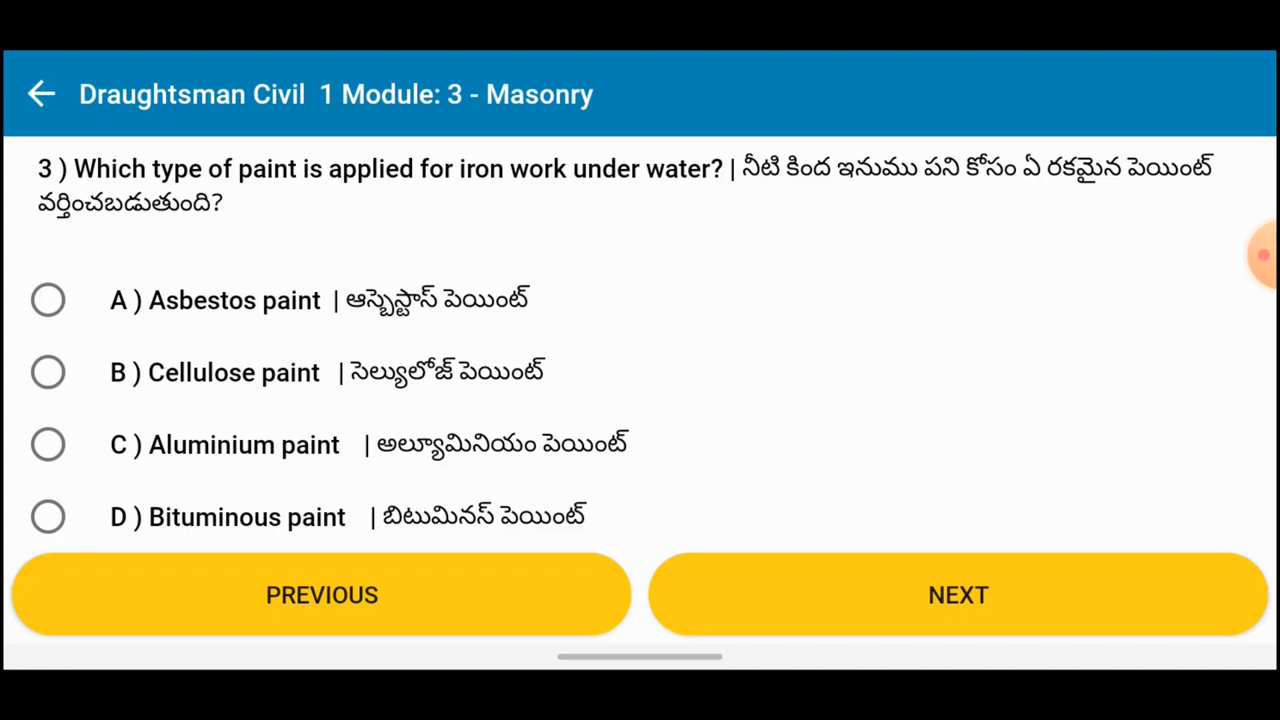 Draughtsman Civil 1 Module: 3 - Masonry
3 ) Which type of paint is applied for iron work under water? | నీటి కింద ఇనుము పని కోసం ఏ రకమైన పెయింట్
వర్తించబడుతుంది?
A ) Asbestos paint | ఆస్బెస్టాస్ పెయింట్
B ) Cellulose paint | సెల్యులోజ్ పెయింట్
C ) Aluminium paint | అల్యూమినియం పెయింట్
D ) Bituminous paint | బిటుమినస్ పెయింట్
PREVIOUS
NEXT